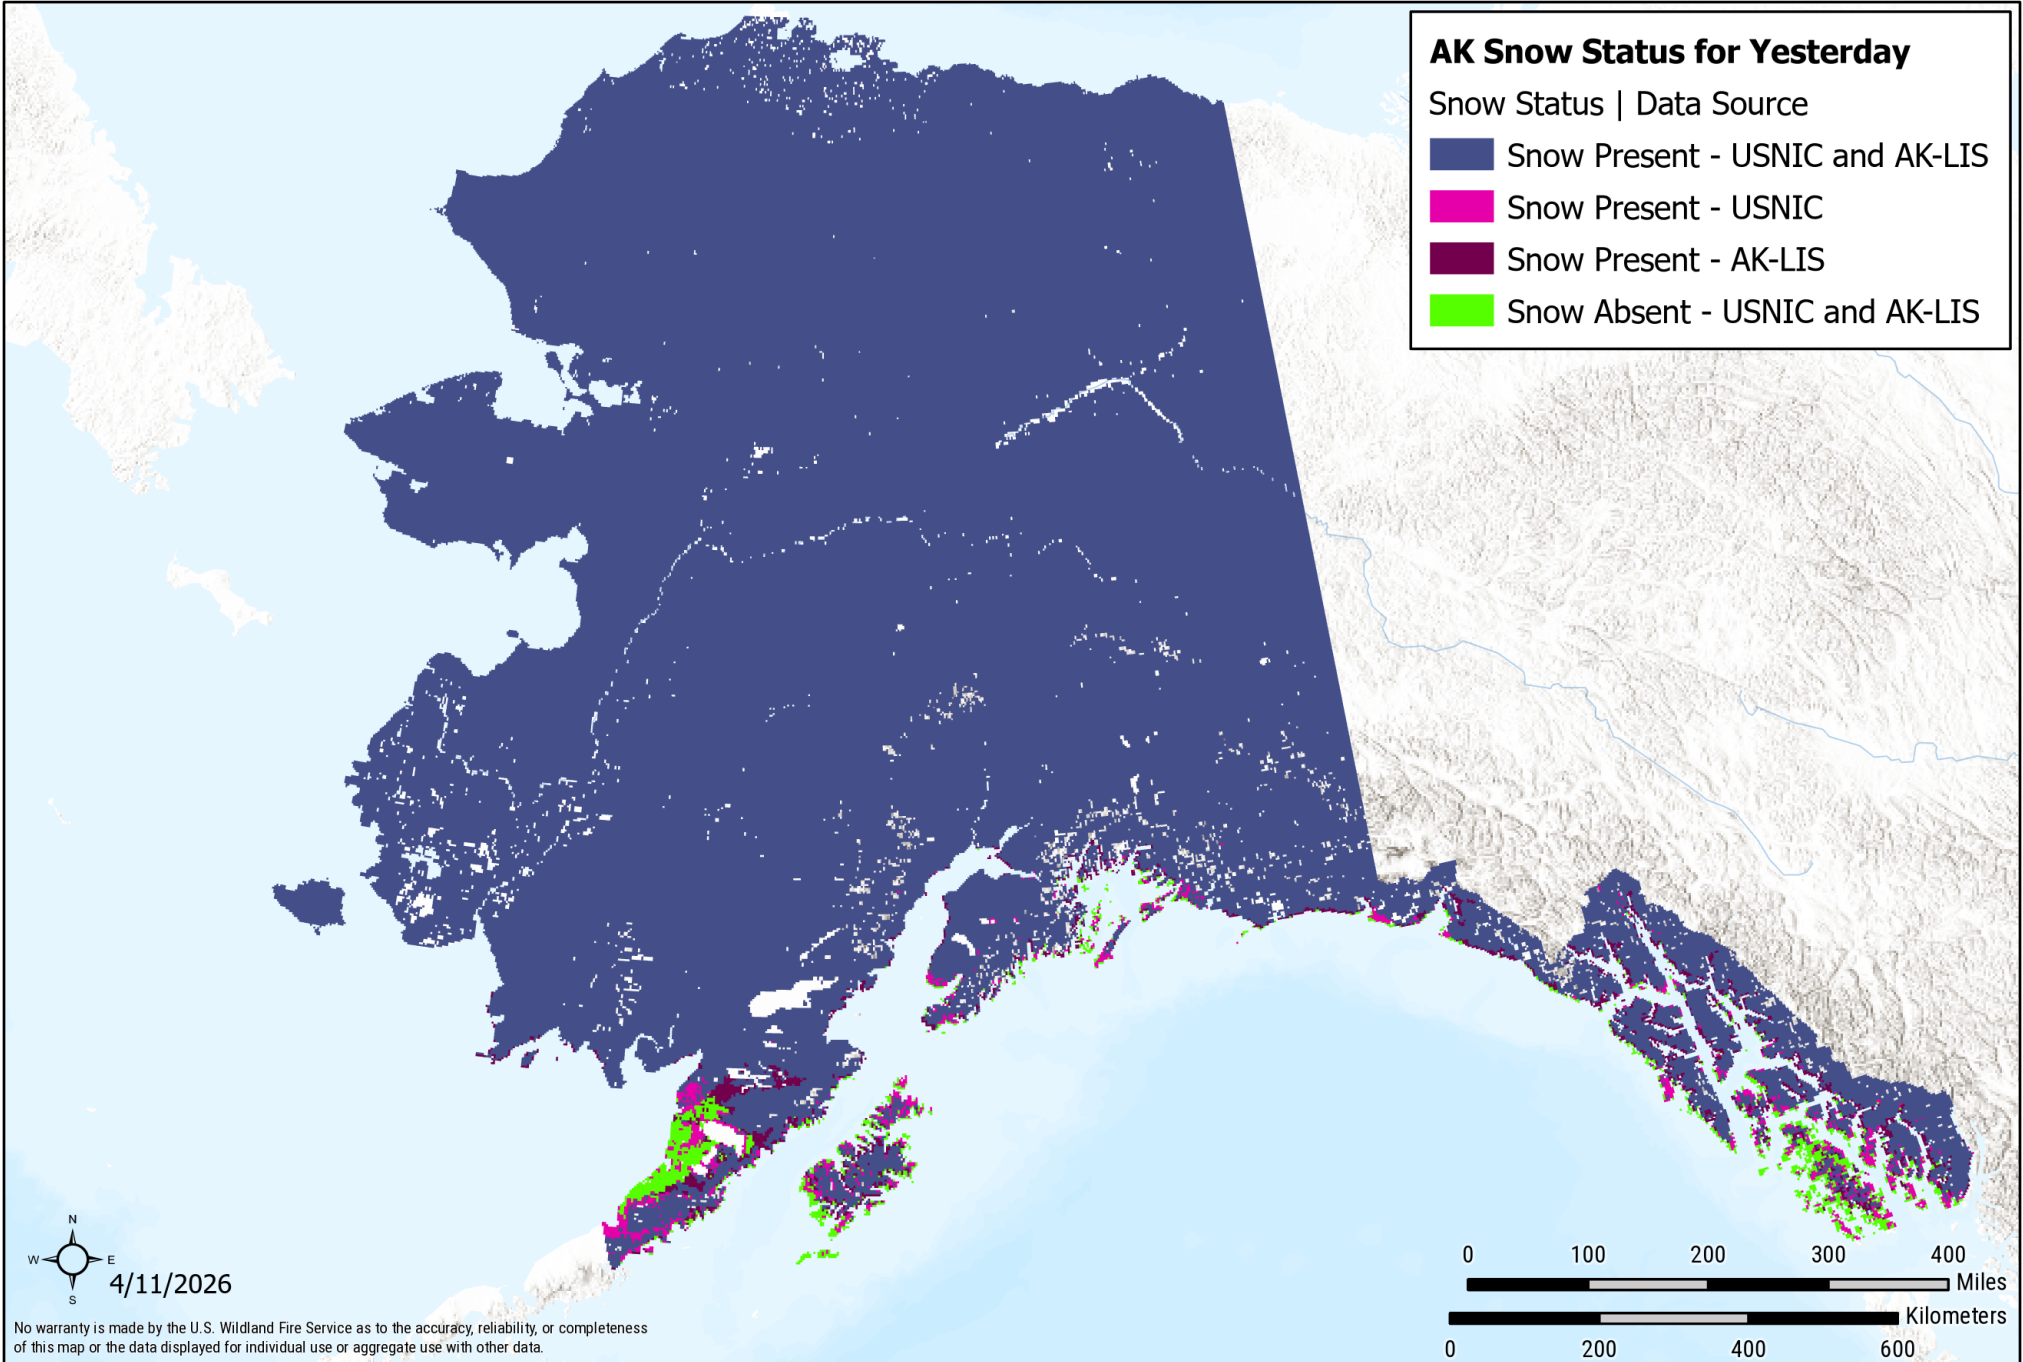 AK Snow Status for Yesterday
Snow Status | Data Source
Snow Present - USNIC and AK-LIS
Snow Present - USNIC
Snow Present - AK-LIS
Snow Absent - USNIC and AK-LIS
N
W E
S
4/11/2026
No warranty is made by the U.S. Wildland Fire Service as to the accuracy, reliability, or completeness
of this map or the data displayed for individual use or aggregate use with other data.
0 100 200 300 400
Miles
Kilometers
0 200 400 600